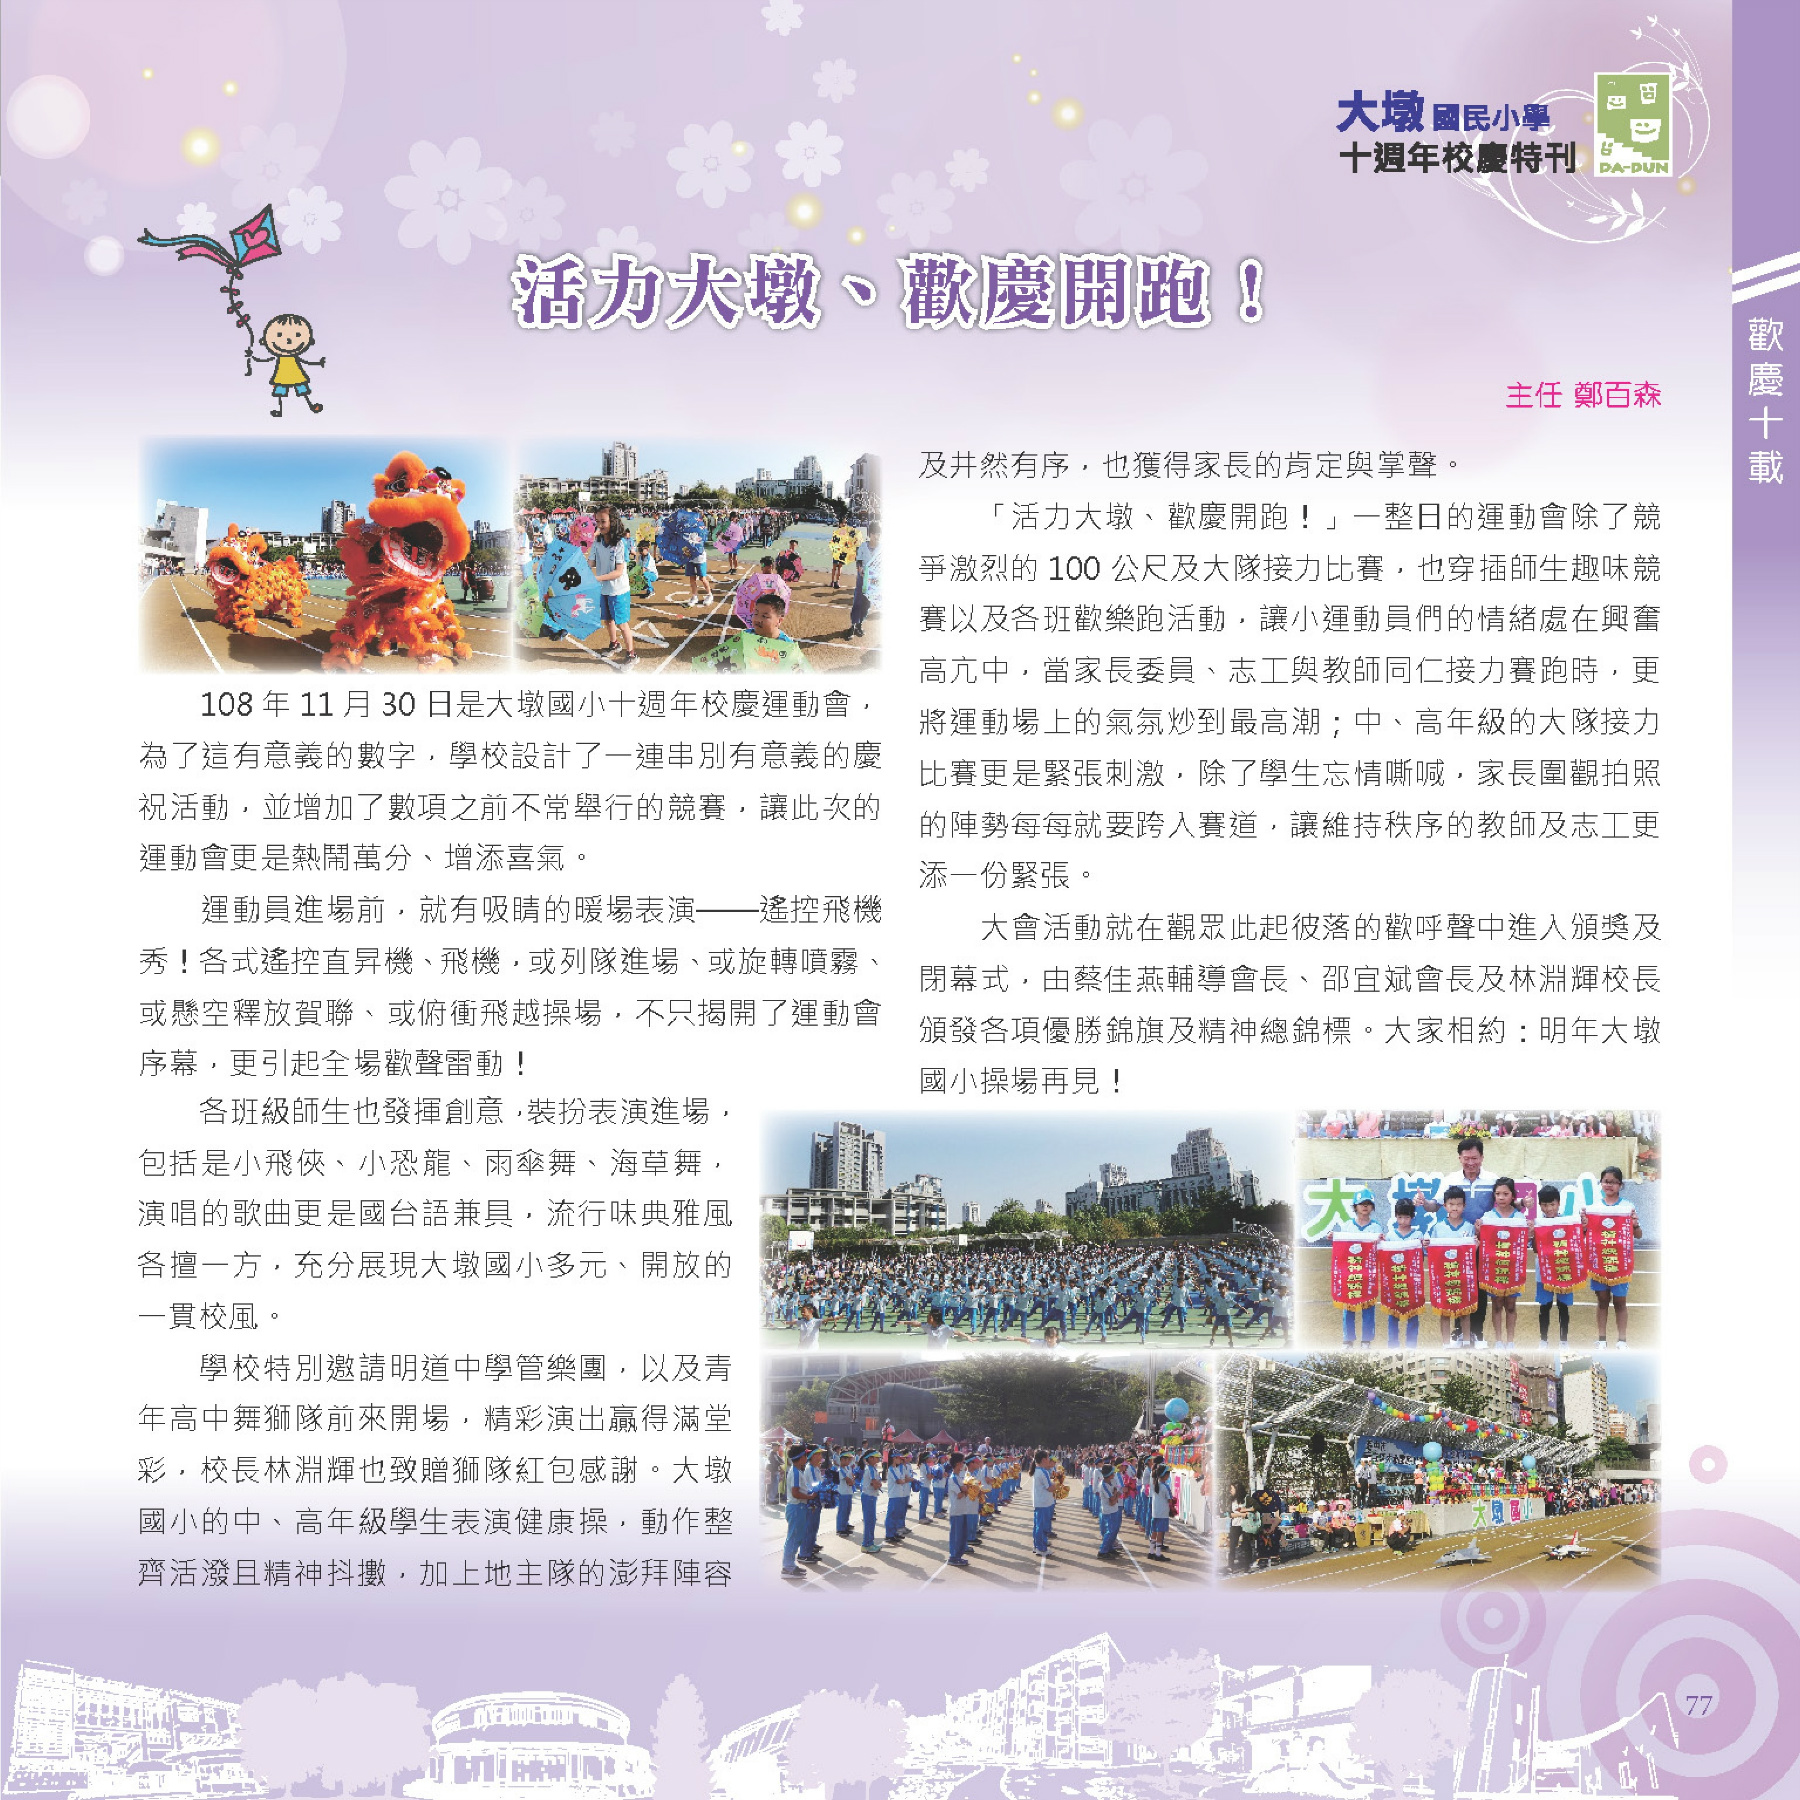 大墩國民小學
十週年校慶特刊
DA-DUN
歡慶十載
活力大墩、歡慶開跑！
主任 鄭百森
108 年 11 月 30 日是大墩國小十週年校慶運動會，
為了這有意義的數字，學校設計了一連串別有意義的慶
祝活動，並增加了數項之前不常舉行的競賽，讓此次的
運動會更是熱鬧萬分、增添喜氣。
運動員進場前，就有吸睛的暖場表演——遙控飛機
秀！各式遙控直昇機、飛機，或列隊進場、或旋轉噴霧、
或懸空釋放賀聯、或俯衝飛越操場，不只揭開了運動會
序幕，更引起全場歡聲雷動！
各班級師生也發揮創意，裝扮表演進場，
包括是小飛俠、小恐龍、雨傘舞、海草舞，
演唱的歌曲更是國台語兼具，流行味典雅風
各擅一方，充分展現大墩國小多元、開放的
一貫校風。
學校特別邀請明道中學管樂團，以及青
年高中舞獅隊前來開場，精彩演出贏得滿堂
彩，校長林淵輝也致贈獅隊紅包感謝。大墩
國小的中、高年級學生表演健康操，動作整
齊活潑且精神抖擻，加上地主隊的澎拜陣容
及井然有序，也獲得家長的肯定與掌聲。
「活力大墩、歡慶開跑！」一整日的運動會除了競
爭激烈的 100 公尺及大隊接力比賽，也穿插師生趣味競
賽以及各班歡樂跑活動，讓小運動員們的情緒處在興奮
高亢中，當家長委員、志工與教師同仁接力賽跑時，更
將運動場上的氣氛炒到最高潮；中、高年級的大隊接力
比賽更是緊張刺激，除了學生忘情嘶喊，家長圍觀拍照
的陣勢每每就要跨入賽道，讓維持秩序的教師及志工更
添一份緊張。
大會活動就在觀眾此起彼落的歡呼聲中進入頒獎及
閉幕式，由蔡佳燕輔導會長、邵宜斌會長及林淵輝校長
頒發各項優勝錦旗及精神總錦標。大家相約：明年大墩
國小操場再見！
大墩國小
大墩國小
77